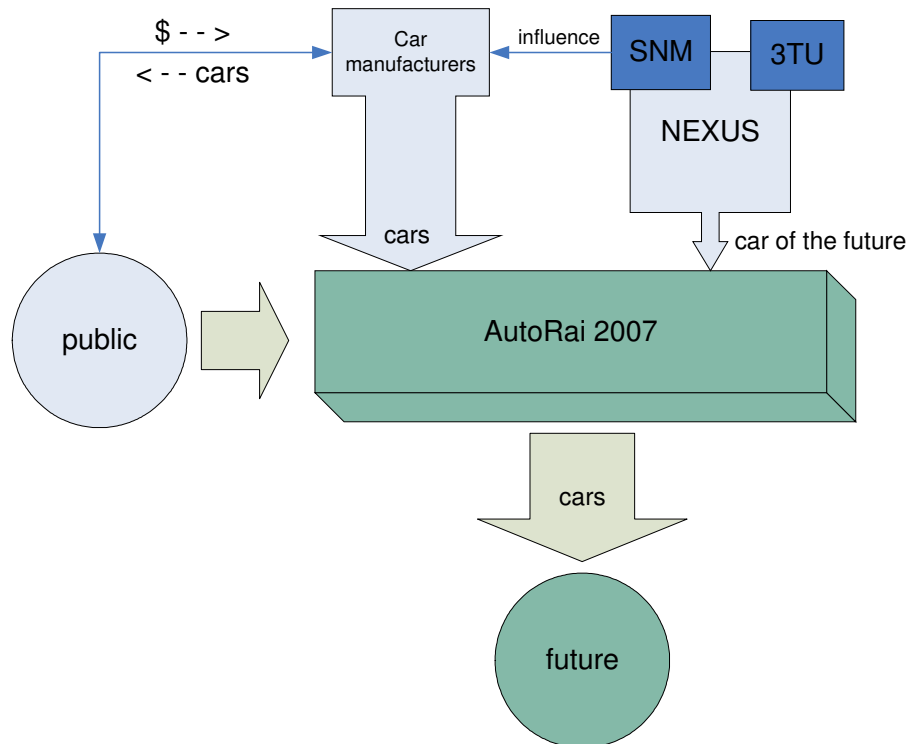 $ - - >
< - - cars
Car
manufacturers
influence
SNM
3TU
NEXUS
cars
car of the future
public
AutoRai 2007
cars
future